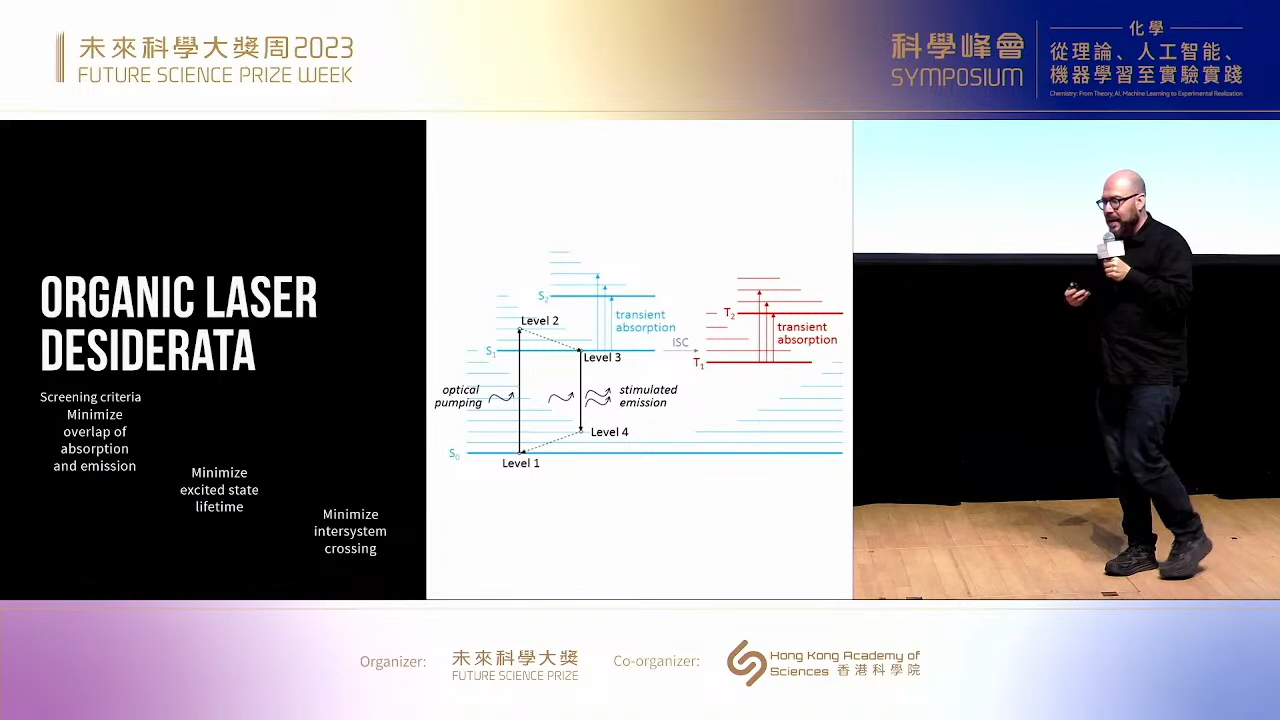 未來科學大獎周2023
FUTURE SCIENCE PRIZE WEEK
科學峰會
SYMPOSIUM
化學
從理論、人工智能、
機器學習至實驗實踐
Chemistry: From Theory, AI, Machine Learning to Experimental Realization
ORGANIC LASER
DESIDERATA
Screening criteria
Minimize
overlap of
absorption
and emission
Minimize
excited state
lifetime
Minimize
intersystem
crossing
S2
Level 2
transient
absorption
S1
Level 3
ISC
optical
pumping
stimulated
emission
Level 4
S0
Level 1
T2
transient
absorption
T1
Organizer:
未來科學大獎
FUTURE SCIENCE PRIZE
Co-organizer:
Hong Kong Academy of
Sciences 香港科學院